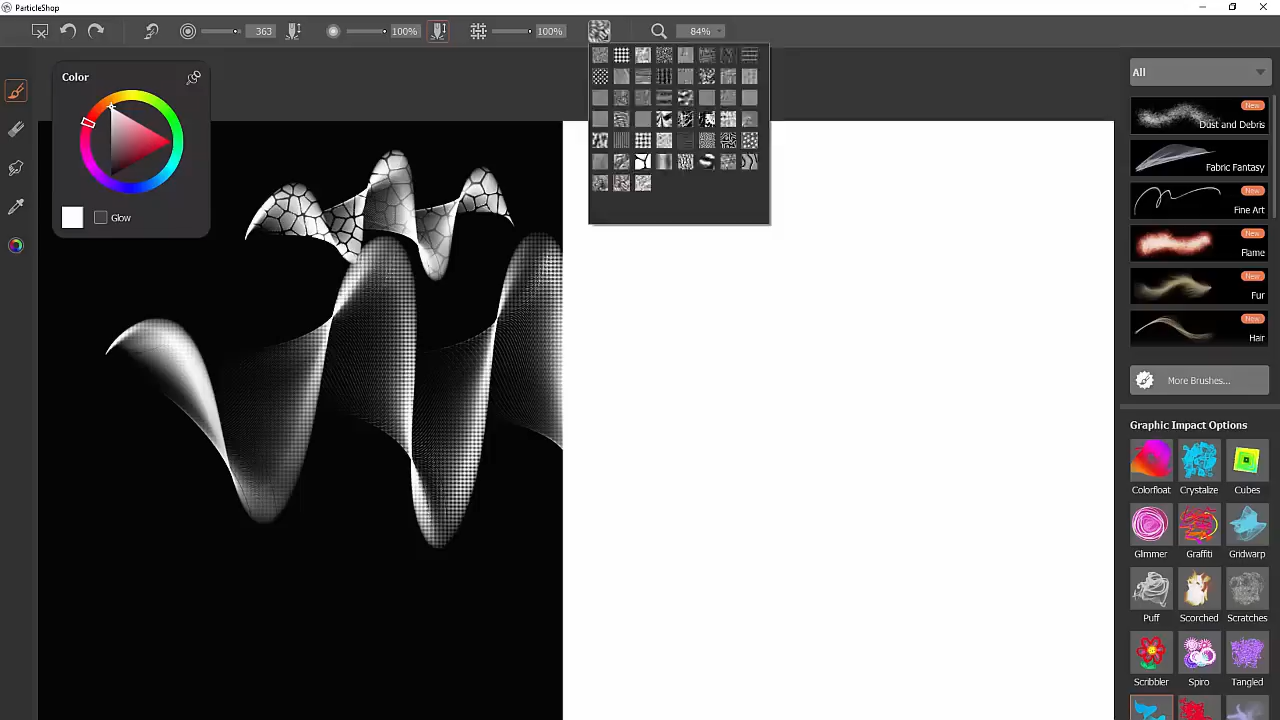 ParticleShop
363
100%
100%
84%
Color
Glow
All
New
Dust and Debris
Fabric Fantasy
New
Fine Art
New
Flame
New
Fur
New
Hair
More Brushes...
Graphic Impact Options
Colorfloat Crystalze Cubes
Glimmer Graffiti Gridwarp
Puff Scorched Scratches
Scribbler Spiro Tangled